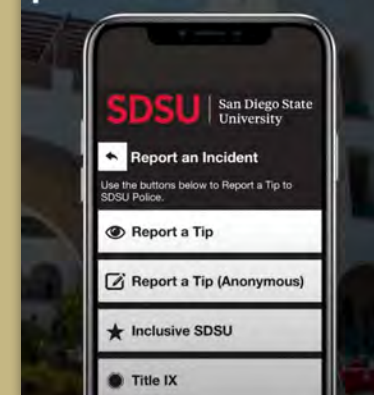 SDSU
San Diego State
University
Report an Incident
Use the buttons below to Report a Tip to
SDSU Police.
Report a Tip
Report a Tip (Anonymous)
Inclusive SDSU
Title IX